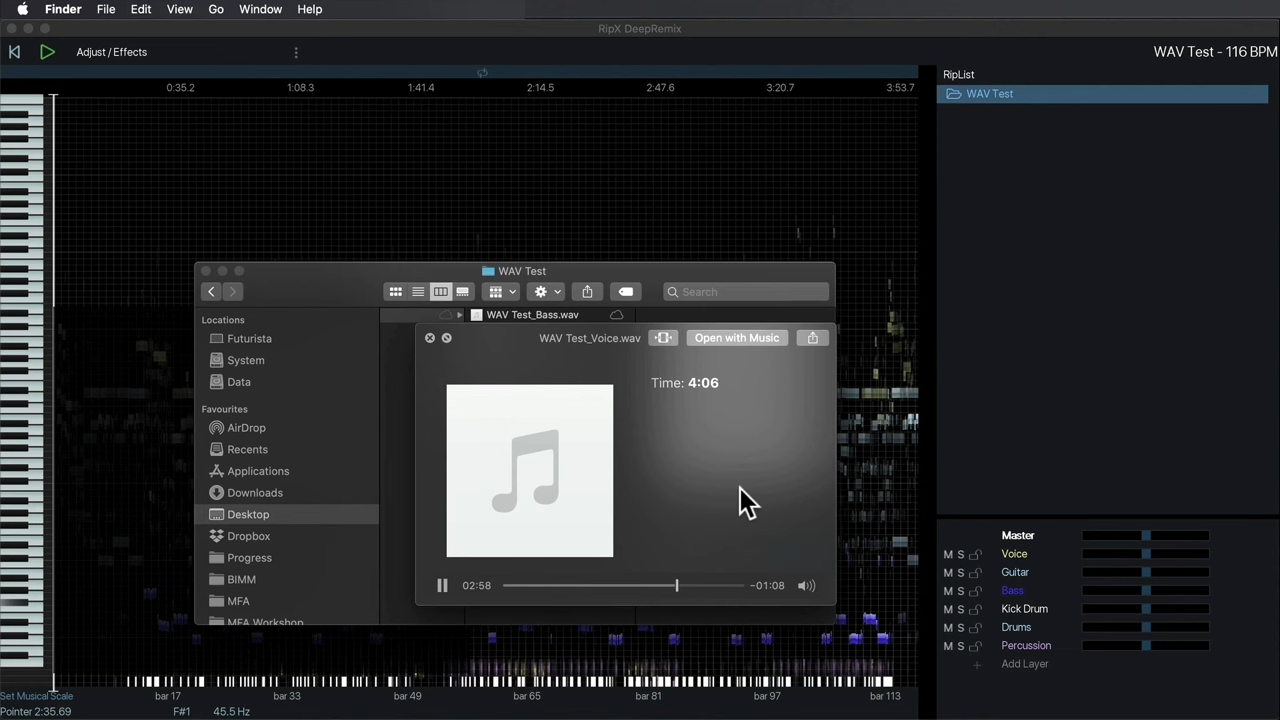 Finder File Edit View Go Window Help
RipX DeepRemix
Adjust / Effects
WAV Test - 116 BPM
0:35.2 1:08.3 1:41.4 2:14.5 2:47.6 3:20.7 3:53.7
RipList
WAV Test
WAV Test
Search
Locations
Futurista
System
Data
Favourites
AirDrop
Recents
Applications
Downloads
Desktop
Dropbox
Progress
BIMM
MFA
MFA Workshop
WAV Test_Bass.wav
WAV Test_Voice.wav
Open with Music
Time: 4:06
02:58
-01:08
Master
M S Voice
M S Guitar
M S Bass
M S Kick Drum
M S Drums
M S Percussion
Add Layer
Set Musical Scale
bar 17 bar 33 bar 49 bar 65 bar 81 bar 97 bar 113
Pointer 2:35.69 F#1 45.5 Hz